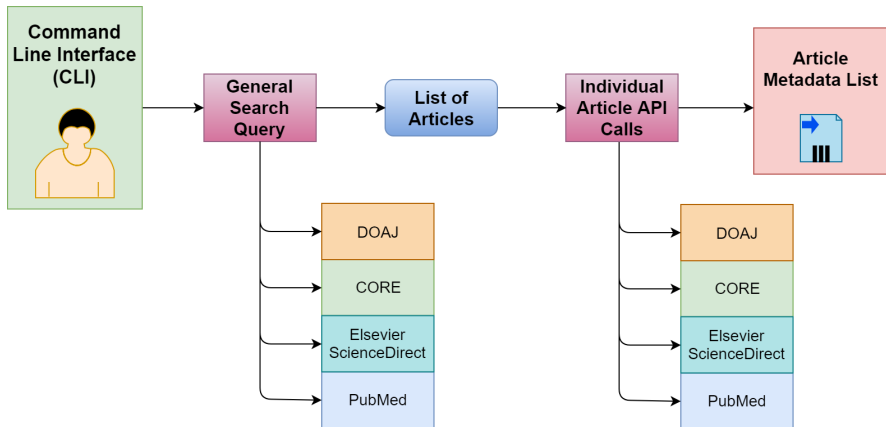 Command
Line Interface
(CLI)
General
Search
Query
List of
Articles
Individual
Article API
Calls
Article
Metadata List
DOAJ
CORE
Elsevier
ScienceDirect
PubMed
DOAJ
CORE
Elsevier
ScienceDirect
PubMed